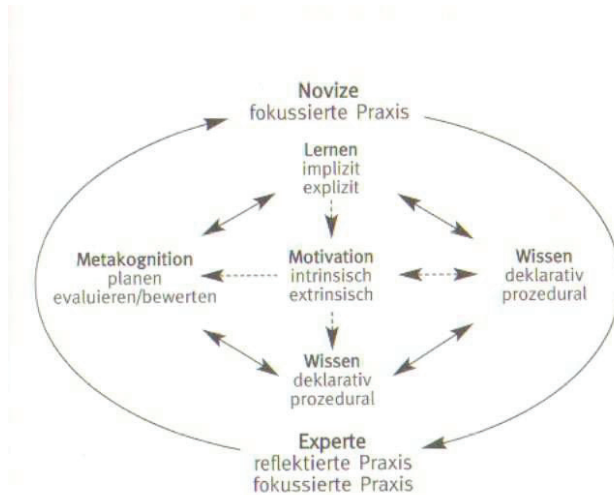 Novize
fokussierte Praxis
Lernen
implizit
explizit
Metakognition
planen
evaluieren/bewerten
Motivation
intrinsisch
extrinsisch
Wissen
deklarativ
prozedural
Wissen
deklarativ
prozedural
Experte
reflektierte Praxis
fokussierte Praxis